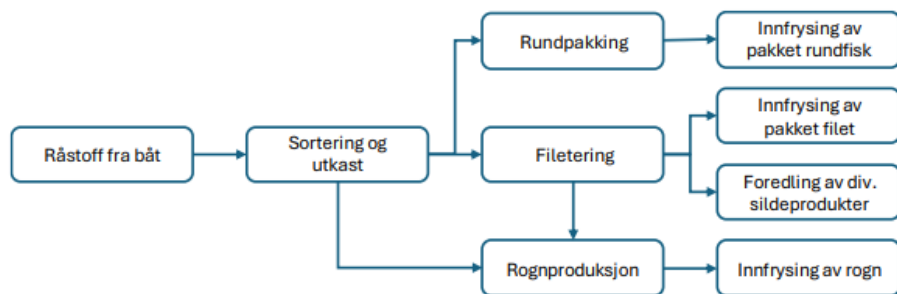 Råstoff fra båt
Sortering og
utkast
Rundpakking
Innfrysing av
pakket rundfisk
Filetering
Innfrysing av
pakket filet
Foredling av div.
sildeprodukter
Rognproduksjon
Innfrysing av rogn